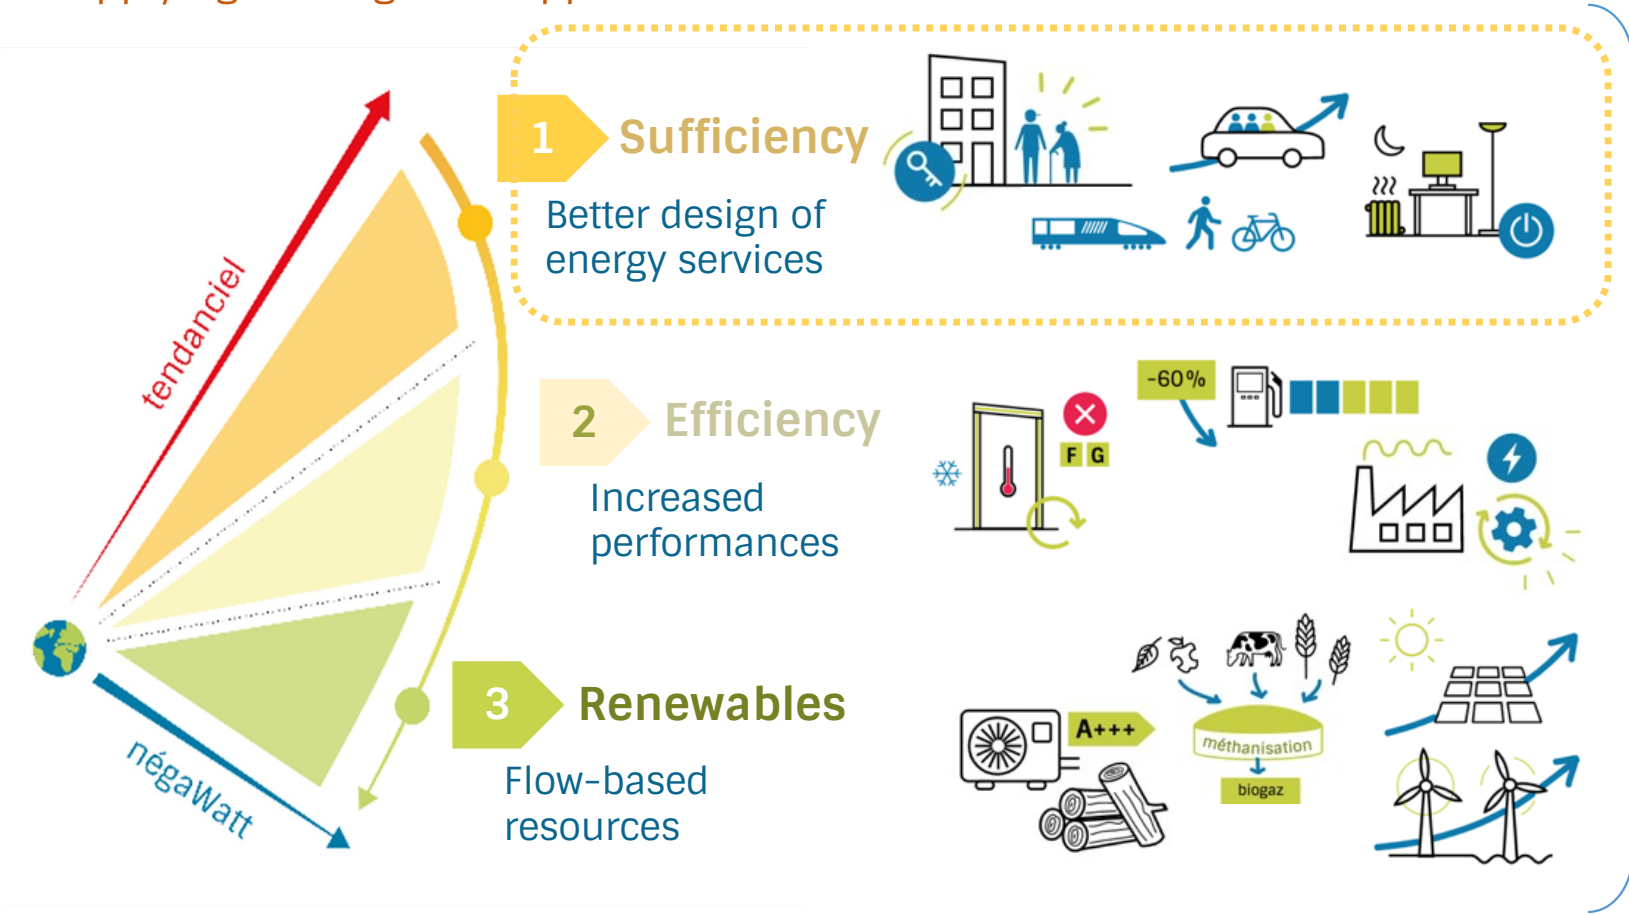 1 Sufficiency
Better design of
energy services
tendanciel
2 Efficiency
Increased
performances
-60%
F G
3 Renewables
Flow-based
resources
négaWatt
A+++
méthanisation
biogaz